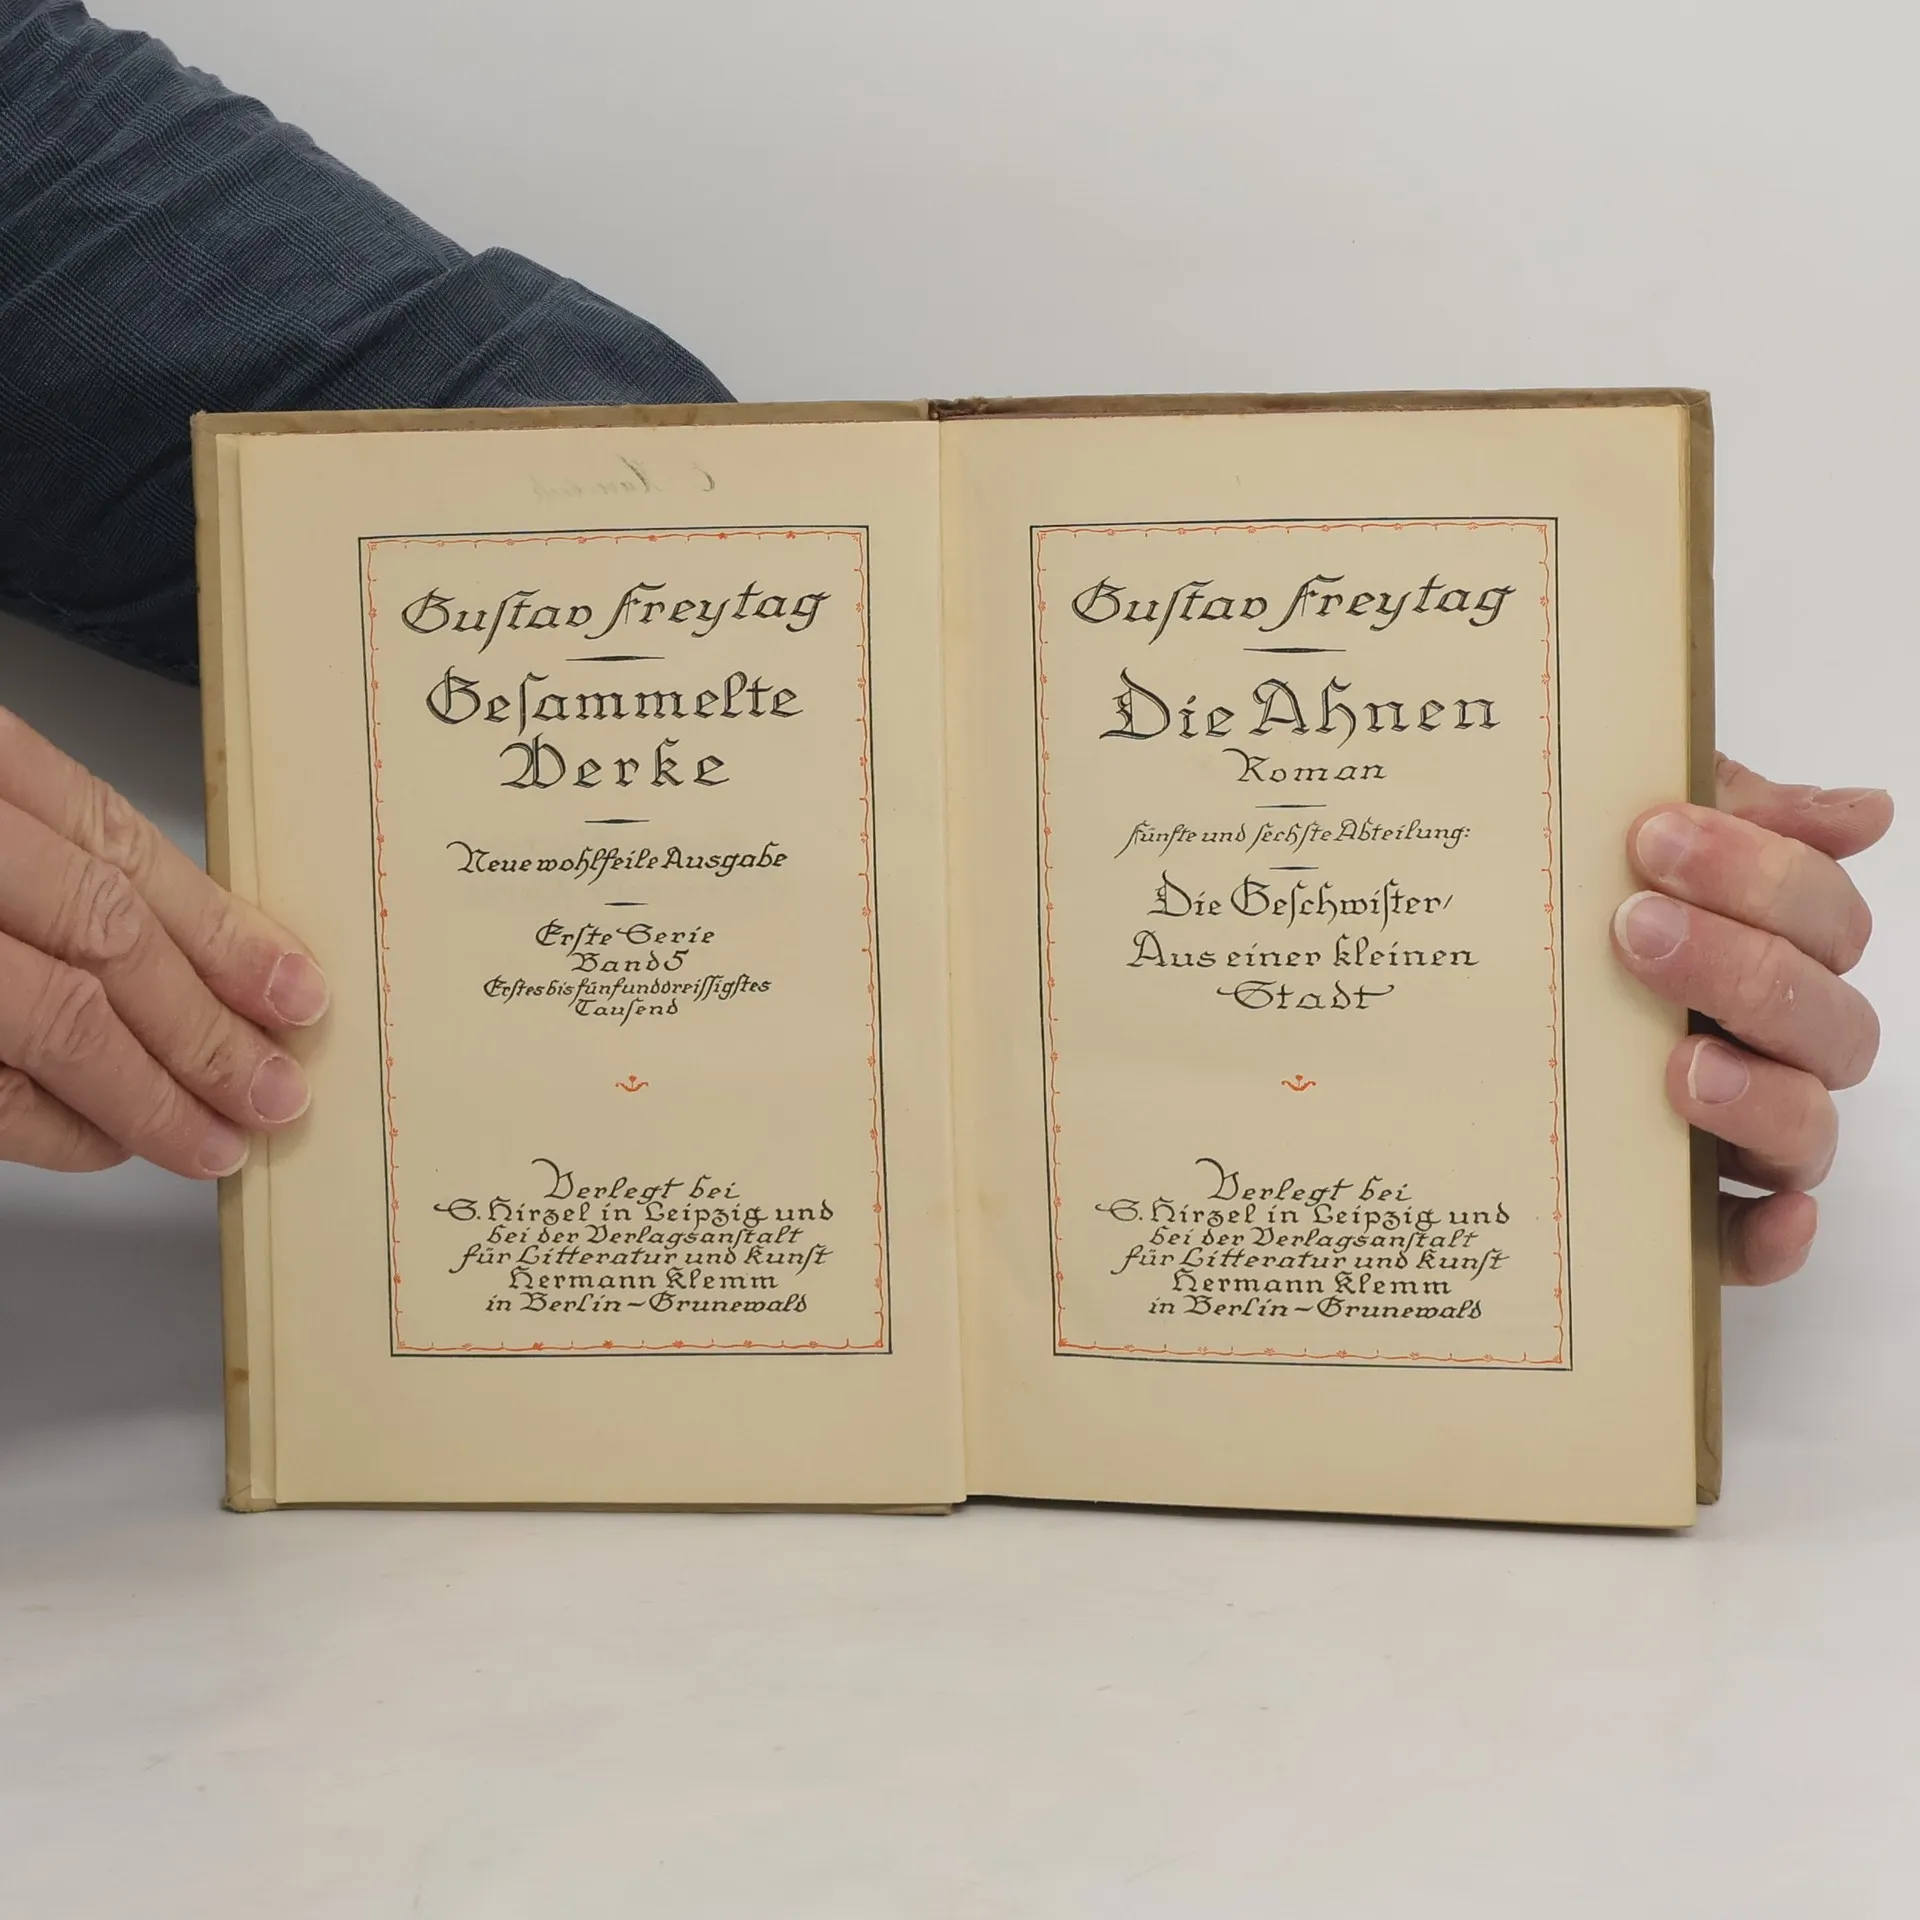 Gustav Freytag
Gesammelte
Werke
Neue wohlfeile Ausgabe
Erste Serie
Band 5
Erstes bis fünfunddreissigstes
Tausend
Verlegt bei
S. Hirzel in Leipzig und
bei der Verlagsanstalt
für Litteratur und Kunst
Hermann Klemm
in Berlin-Grunewald
Gustav Freytag
Die Ahnen
Roman
Fünfte und sechste Abteilung:
Die Geschwister/
Aus einer kleinen
Stadt
Verlegt bei
S. Hirzel in Leipzig und
bei der Verlagsanstalt
für Litteratur und Kunst
Hermann Klemm
in Berlin-Grunewald